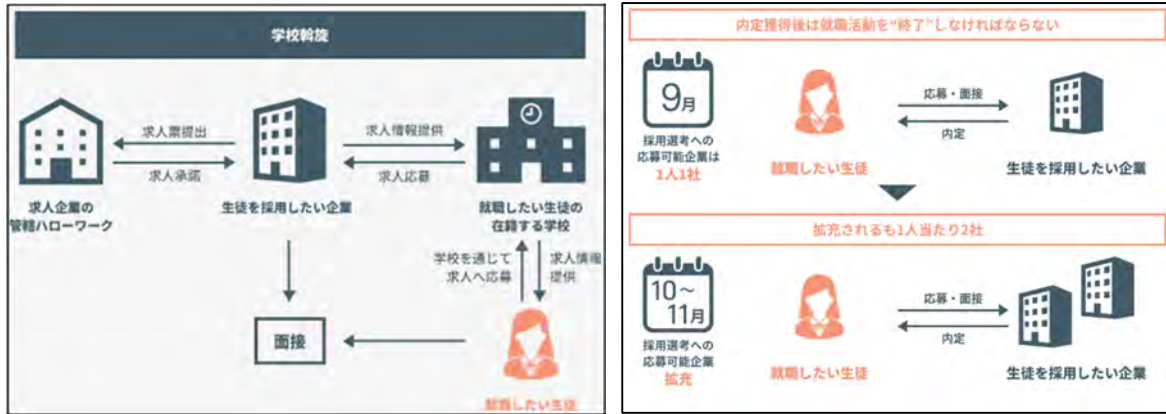 学校斡旋
求人票提出
求人承諾
求人情報提供
求人応募
求人企業の
管轄ハローワーク
生徒を採用したい企業
就職したい生徒の
在籍する学校
学校を通じて
求人へ応募
求人情報
提供
面接
就職したい生徒
内定獲得後は就職活動を“終了”しなければならない
9月
採用選考への
応募可能企業は
1人1社
就職したい生徒
応募・面接
内定
生徒を採用したい企業
拡充されるも1人当たり2社
10～
11月
採用選考への
応募可能企業
拡充
就職したい生徒
応募・面接
内定
生徒を採用したい企業